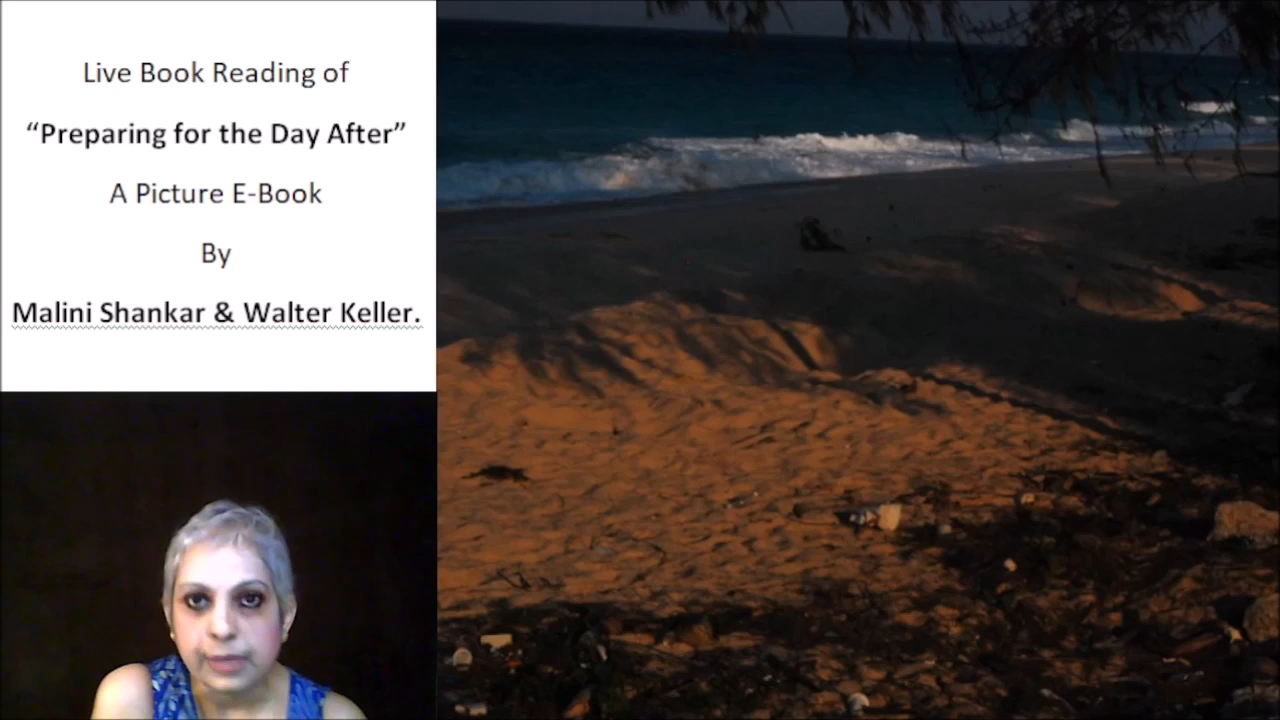 Live Book Reading of
“Preparing for the Day After”
A Picture E-Book
By
Malini Shankar & Walter Keller.